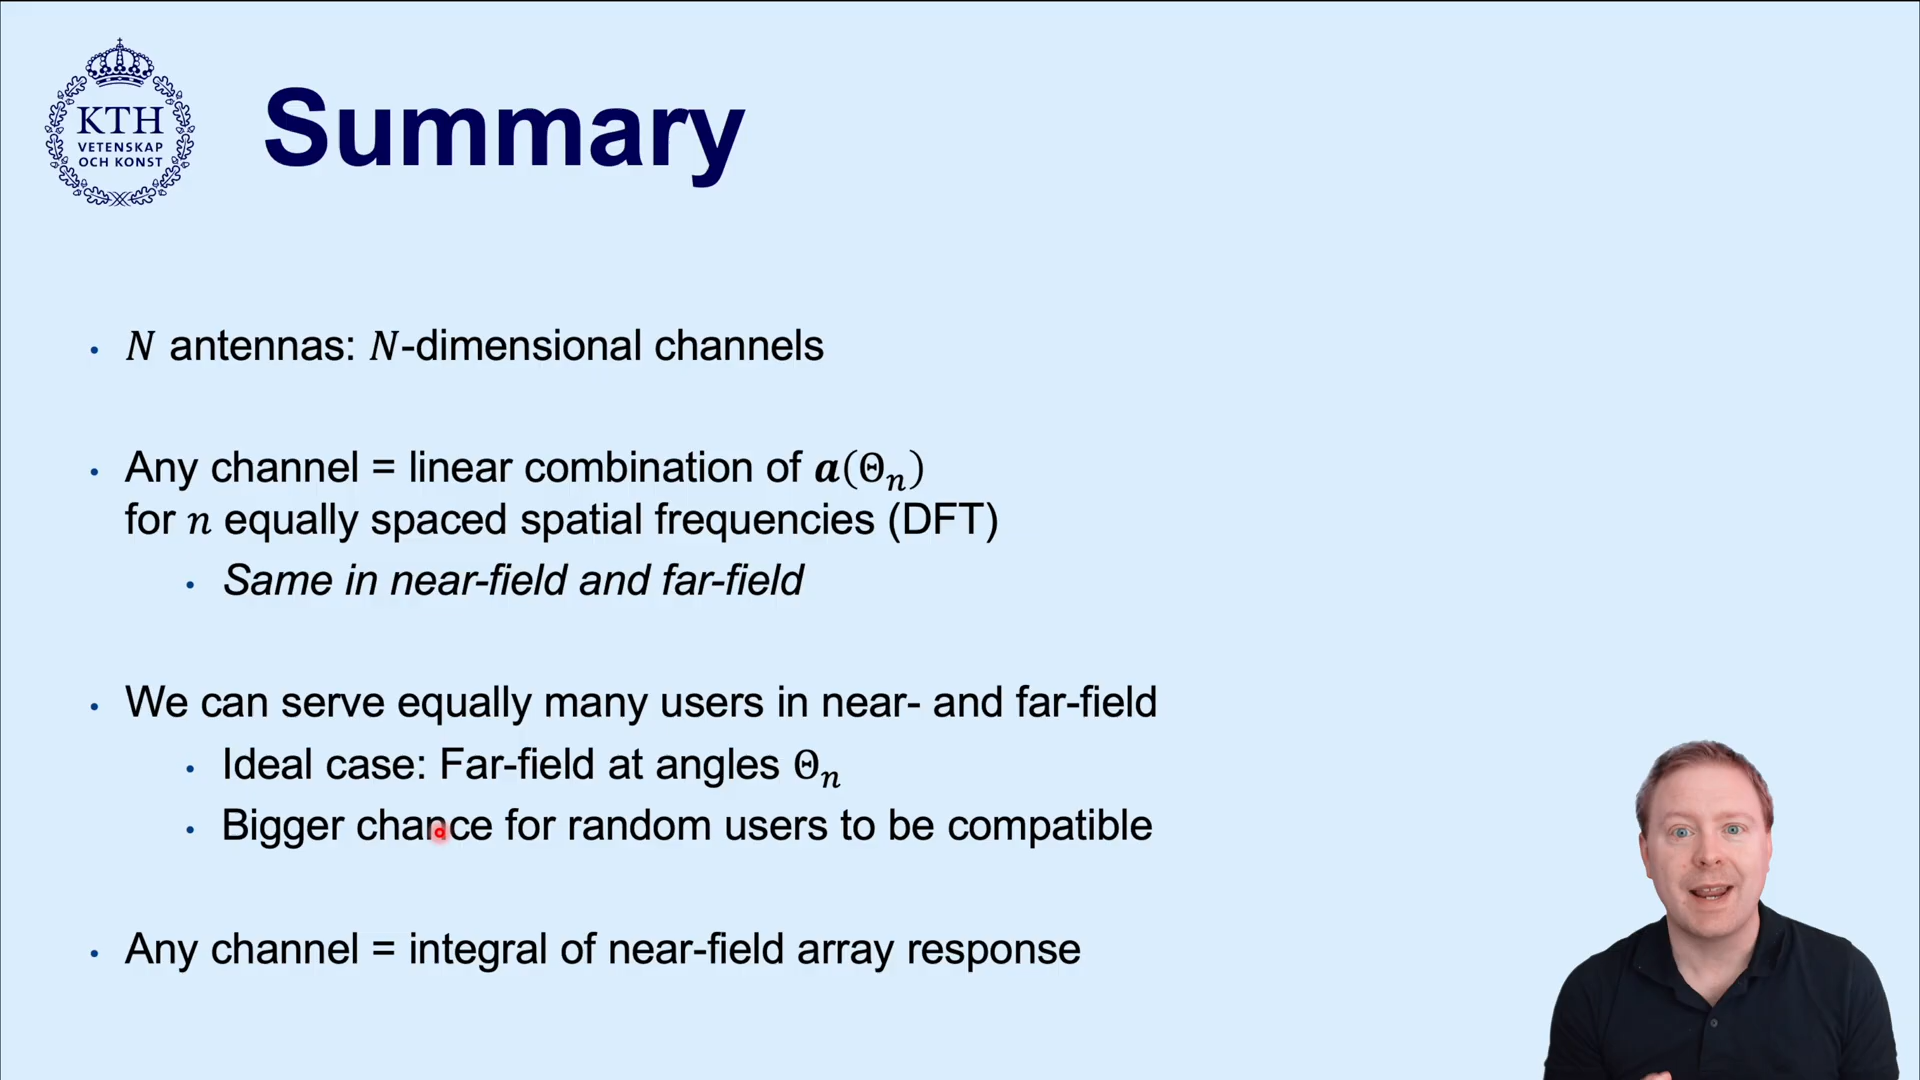 KTH
VETENSKAP
OCH KONST
Summary
• N antennas: N-dimensional channels
• Any channel = linear combination of a(Θₙ)
for n equally spaced spatial frequencies (DFT)
• Same in near-field and far-field
• We can serve equally many users in near- and far-field
• Ideal case: Far-field at angles Θₙ
• Bigger chance for random users to be compatible
• Any channel = integral of near-field array response